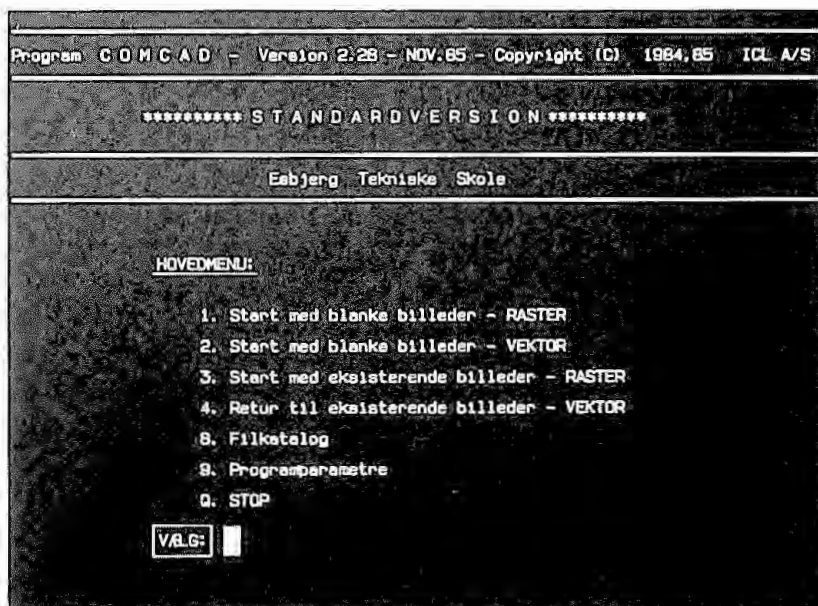 Program C O M C A D - Version 2.28 - NOV.85 - Copyright (C) 1984,85 ICL A/S
********** S T A N D A R D V E R S I O N **********
Esbjerg Tekniske Skole
HOVEDMENU:
1. Start med blanke billeder - RASTER
2. Start med blanke billeder - VEKTOR
3. Start med eksisterende billeder - RASTER
4. Retur til eksisterende billeder - VEKTOR
8. Filkatalog
9. Programparametre
Q. STOP
VÆLG: